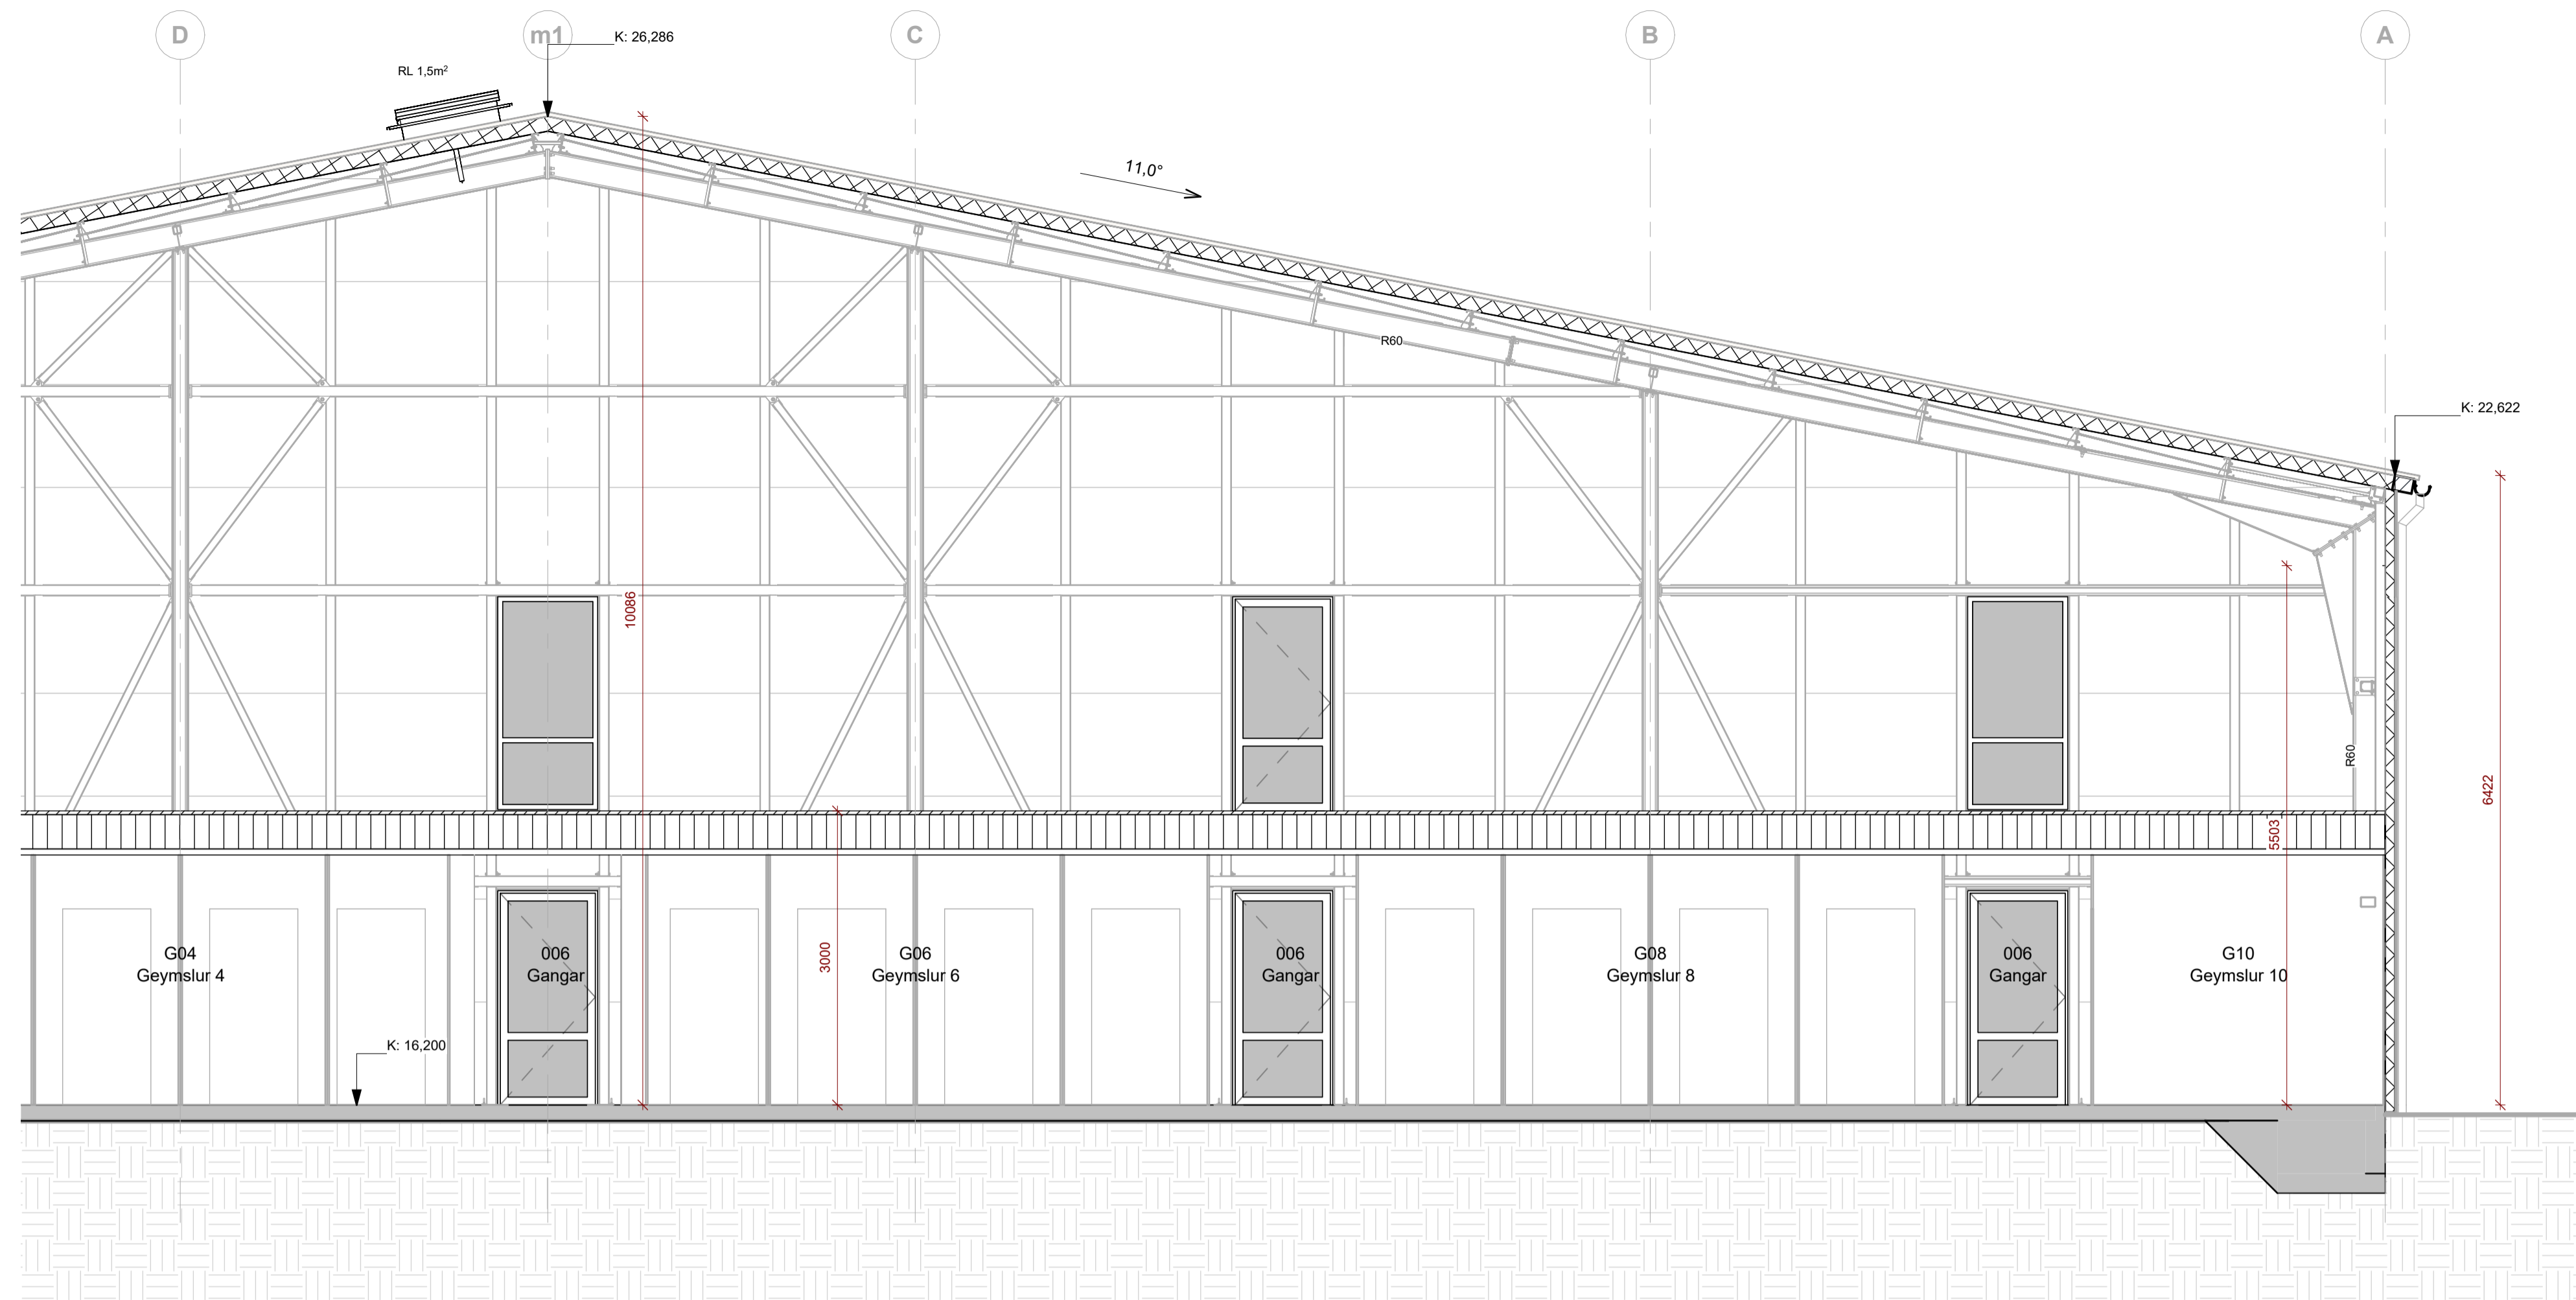 D
m1
C
B
A
K: 26,286
RL 1,5m²
11,0°
R60
K: 22,622
10086
R60
6422
5503
3000
G04
Geymslur 4
006
Gangar
G06
Geymslur 6
006
Gangar
G08
Geymslur 8
006
Gangar
G10
Geymslur 10
K: 16,200